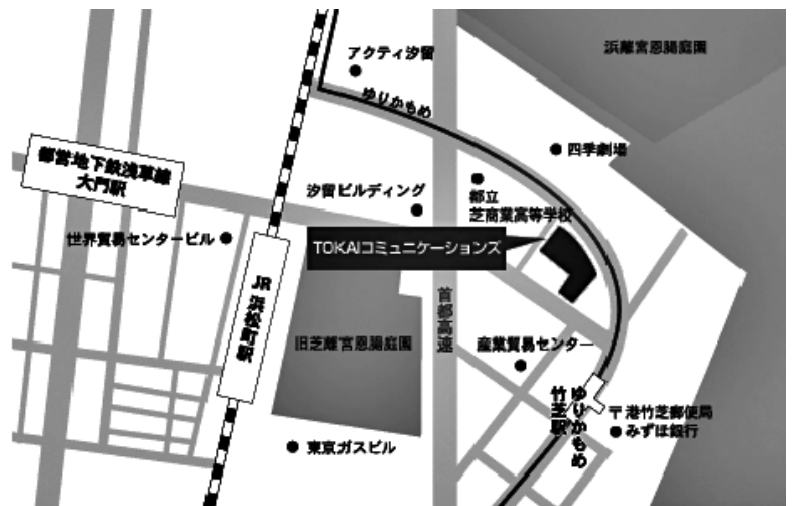 アクティ汐留
浜離宮恩賜庭園
ゆりかもめ
四季劇場
都営地下鉄浅草線
大門駅
汐留ビルディング
都立
芝商業高等学校
世界貿易センタービル
TOKAIコミュニケーションズ
JR
浜松町駅
首都高速
旧芝離宮恩賜庭園
産業貿易センター
ゆりかもめ
竹芝駅
〒港竹芝郵便局
みずほ銀行
東京ガスビル